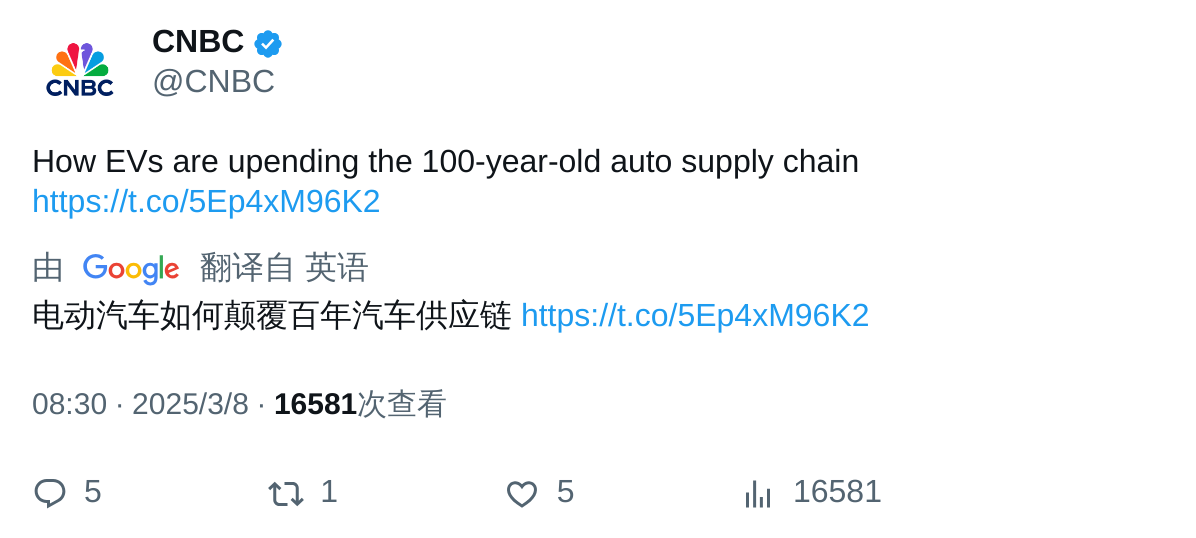 CNBC
CNBC
@CNBC
How EVs are upending the 100-year-old auto supply chain
https://t.co/5Ep4xM96K2
由 Google 翻译自 英语
电动汽车如何颠覆百年汽车供应链 https://t.co/5Ep4xM96K2
08:30 · 2025/3/8 · 16581次查看
5 1 5 16581